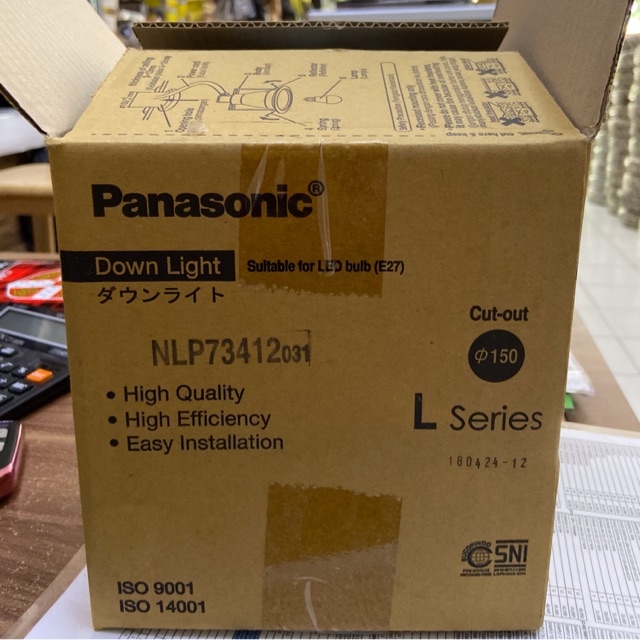 Panasonic®
Down Light Suitable for LED bulb (E27)
ダウンライト
NLP73412031
Cut-out
Φ150
• High Quality
• High Efficiency
• Easy Installation
L Series
180424-12
SNI
ISO 9001
ISO 14001